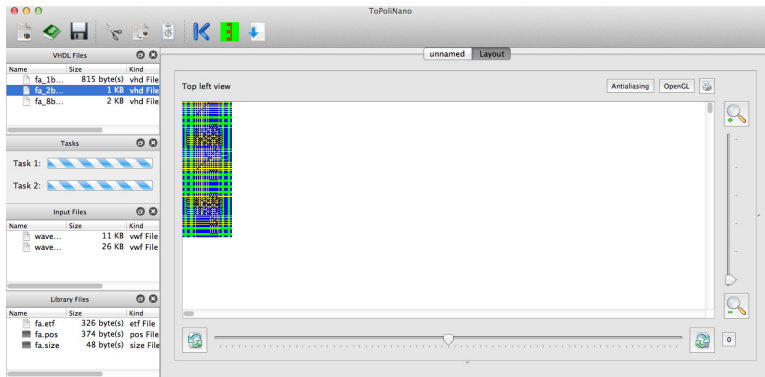 ToPoliNano
VHDL Files
Name Size Kind
fa_1b... 815 byte(s) vhd File
fa_2b... 1 KB vhd File
fa_8b... 2 KB vhd File
Tasks
Task 1:
Task 2:
Input Files
Name Size Kind
wave... 11 KB vwf File
wave... 26 KB vwf File
Library Files
Name Size Kind
fa.etf 326 byte(s) etf File
fa.pos 374 byte(s) pos File
fa.size 48 byte(s) size File
unnamed Layout
Top left view Antialiasing OpenGL
0